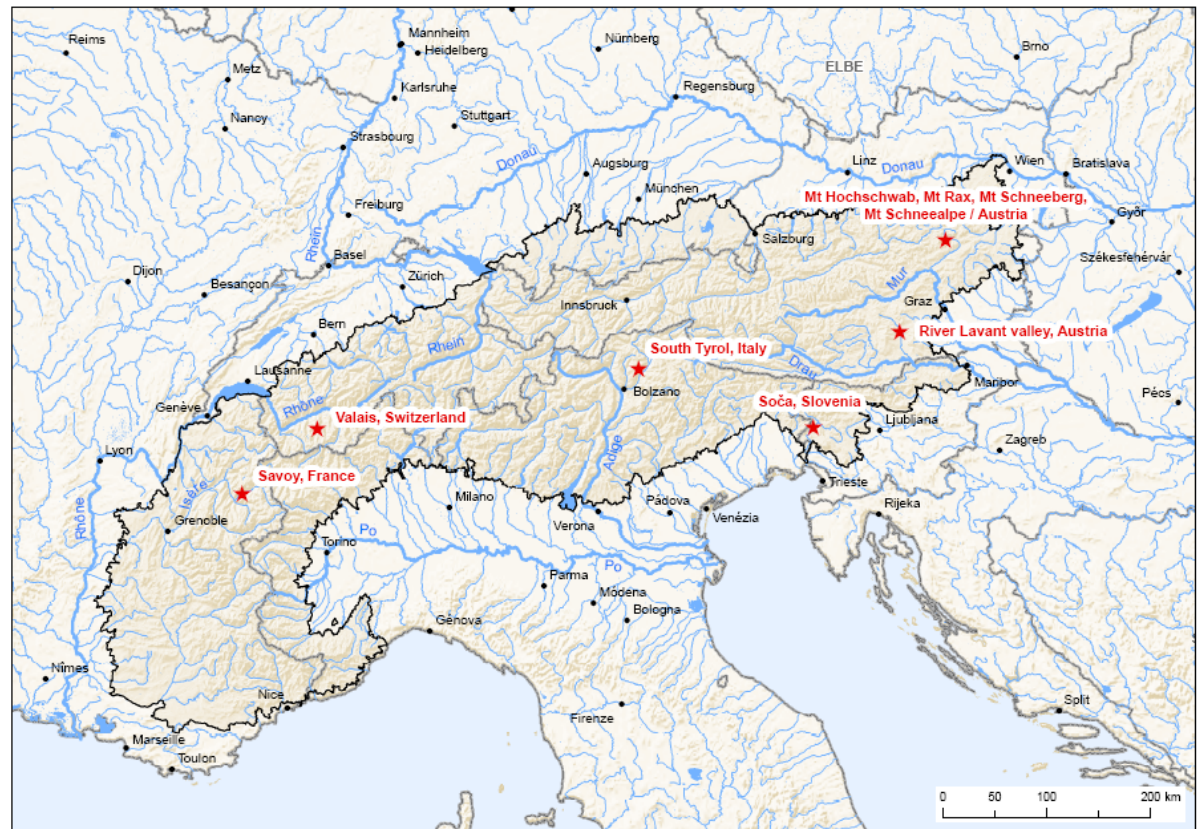 Reims
Mannheim
Heidelberg
Nürnberg
Brno
ELBE
Metz
Karlsruhe
Regensburg
Nancy
Stuttgart
Strasbourg
Donau
Augsburg
Linz
Donau
Wien
Bratislava
München
Freiburg
Mt Hochschwab, Mt Rax, Mt Schneeberg,
Mt Schneealpe / Austria
Győr
Rhein
Salzburg
Basel
Székesfehérvár
Dijon
Zürich
Besançon
Mur
Innsbruck
Graz
Bern
River Lavant valley, Austria
Rhein
South Tyrol, Italy
Drau
Lausanne
Maribor
Bolzano
Pécs
Rhône
Soča, Slovenia
Genève
Valais, Switzerland
Ljubljana
Zagreb
Lyon
Adige
Savoy, France
Trieste
Isère
Milano
Pádova
Rhône
Grenoble
Verona
Venézia
Rijeka
Po
Torino
Po
Parma
Módena
Bologna
Génova
Nîmes
Nice
Firenze
Split
Marseille
Toulon
0 50 100 200 km